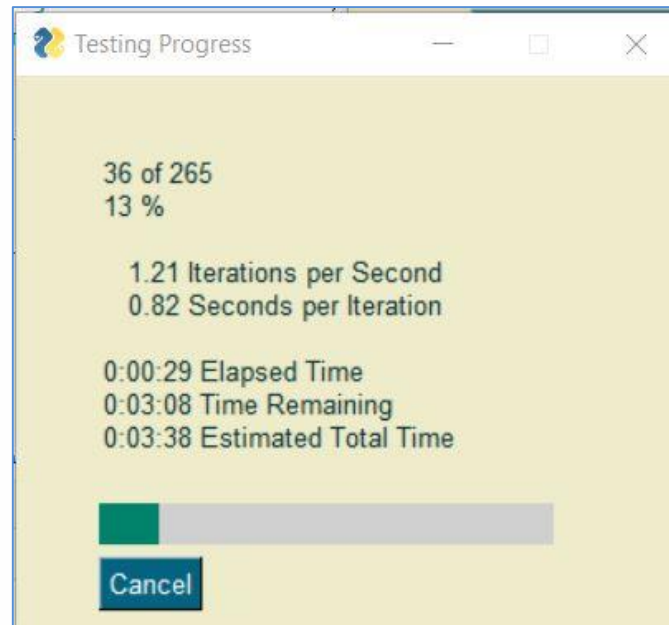 Testing Progress
36 of 265
13 %
1.21 Iterations per Second
0.82 Seconds per Iteration
0:00:29 Elapsed Time
0:03:08 Time Remaining
0:03:38 Estimated Total Time
Cancel